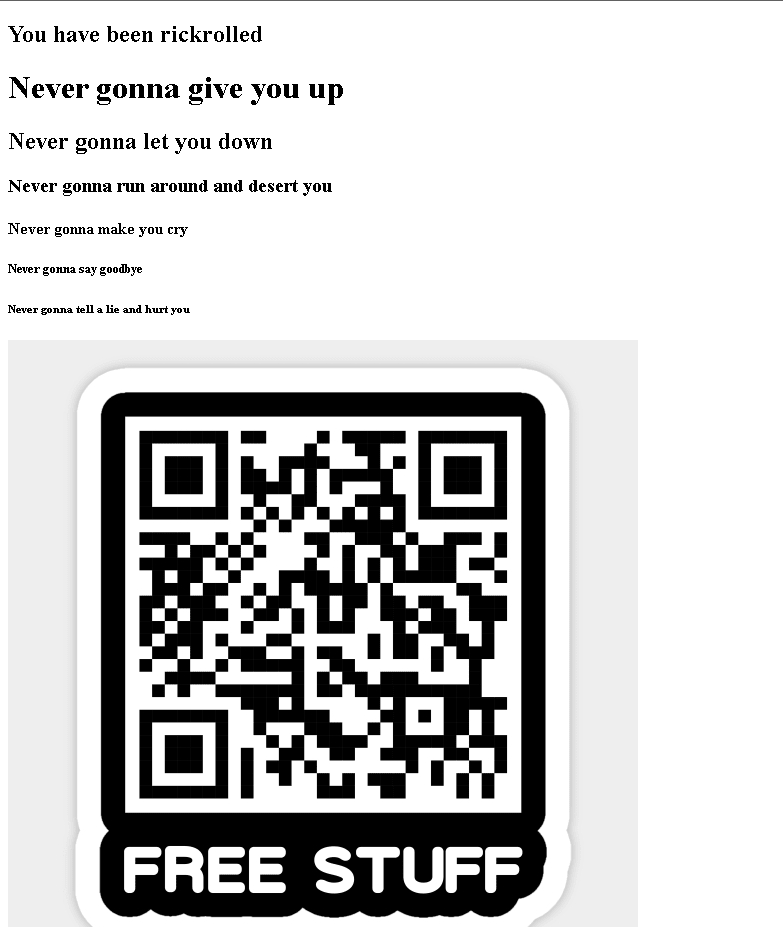 You have been rickrolled
Never gonna give you up
Never gonna let you down
Never gonna run around and desert you
Never gonna make you cry
Never gonna say goodbye
Never gonna tell a lie and hurt you
FREE STUFF